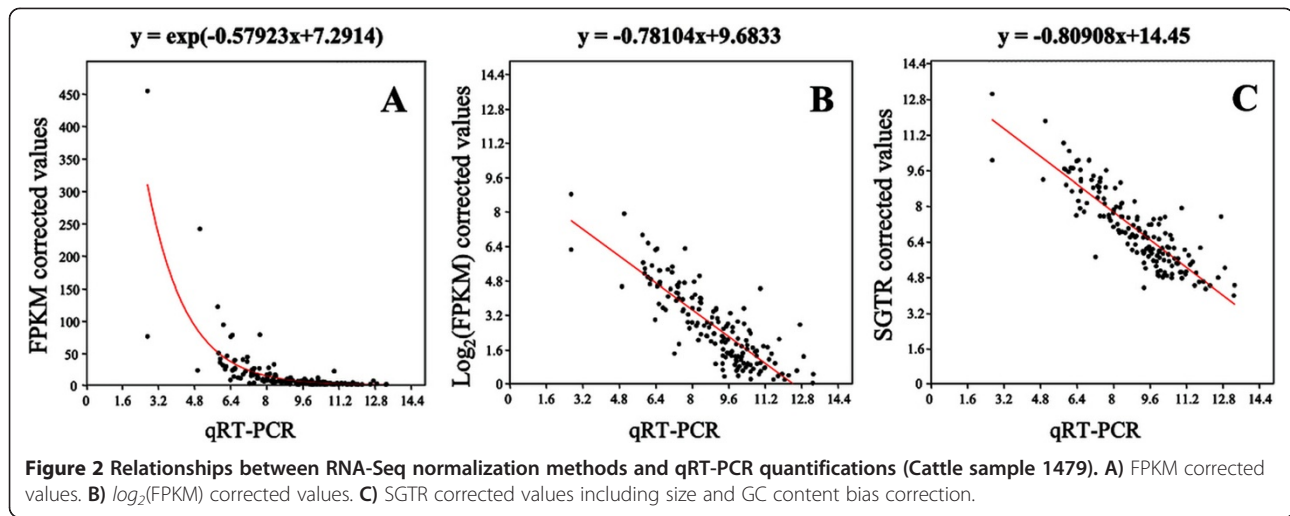 y = exp(-0.57923x+7.2914)
y = -0.78104x+9.6833
y = -0.80908x+14.45
A
FPKM corrected values
450
400
350
300
250
200
150
100
50
0
0 1.6 3.2 4.8 6.4 8 9.6 11.2 12.8 14.4
qRT-PCR
B
Log2(FPKM) corrected values
14.4
12.8
11.2
9.6
8
6.4
4.8
3.2
1.6
0
0 1.6 3.2 4.8 6.4 8 9.6 11.2 12.8 14.4
qRT-PCR
C
SGTR corrected values
14.4
12.8
11.2
9.6
8
6.4
4.8
3.2
1.6
0
0 1.6 3.2 4.8 6.4 8 9.6 11.2 12.8 14.4
qRT-PCR
Figure 2 Relationships between RNA-Seq normalization methods and qRT-PCR quantifications (Cattle sample 1479). A) FPKM corrected
values. B) log2(FPKM) corrected values. C) SGTR corrected values including size and GC content bias correction.